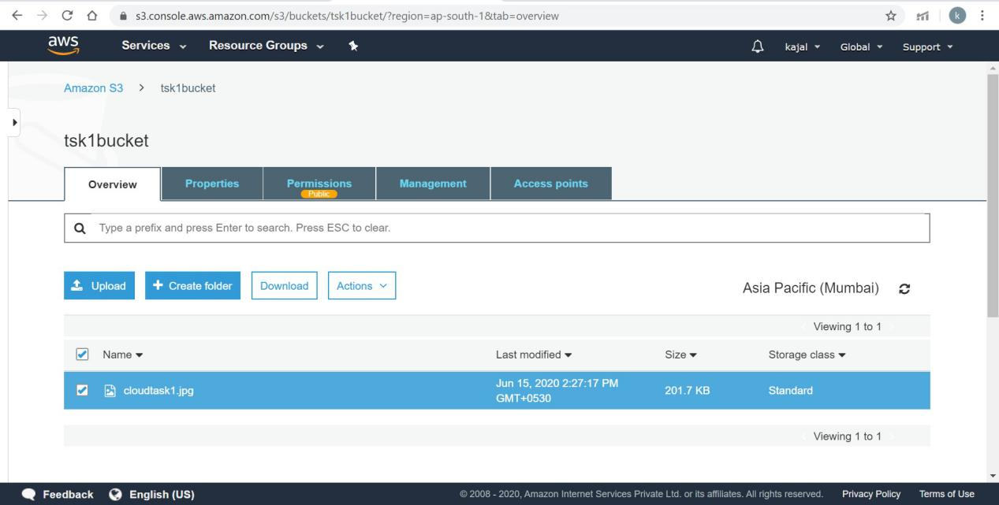 s3.console.aws.amazon.com/s3/buckets/tsk1bucket/?region=ap-south-1&tab=overview
k
aws Services Resource Groups kajal Global Support
Amazon S3 > tsk1bucket
tsk1bucket
Overview Properties Permissions Management Access points
Public
Type a prefix and press Enter to search. Press ESC to clear.
Upload + Create folder Download Actions Asia Pacific (Mumbai)
Viewing 1 to 1
Name Last modified Size Storage class
cloudtask1.jpg Jun 15, 2020 2:27:17 PM 201.7 KB Standard
GMT+0530
Viewing 1 to 1
Feedback English (US) © 2008 - 2020, Amazon Internet Services Private Ltd. or its affiliates. All rights reserved. Privacy Policy Terms of Use